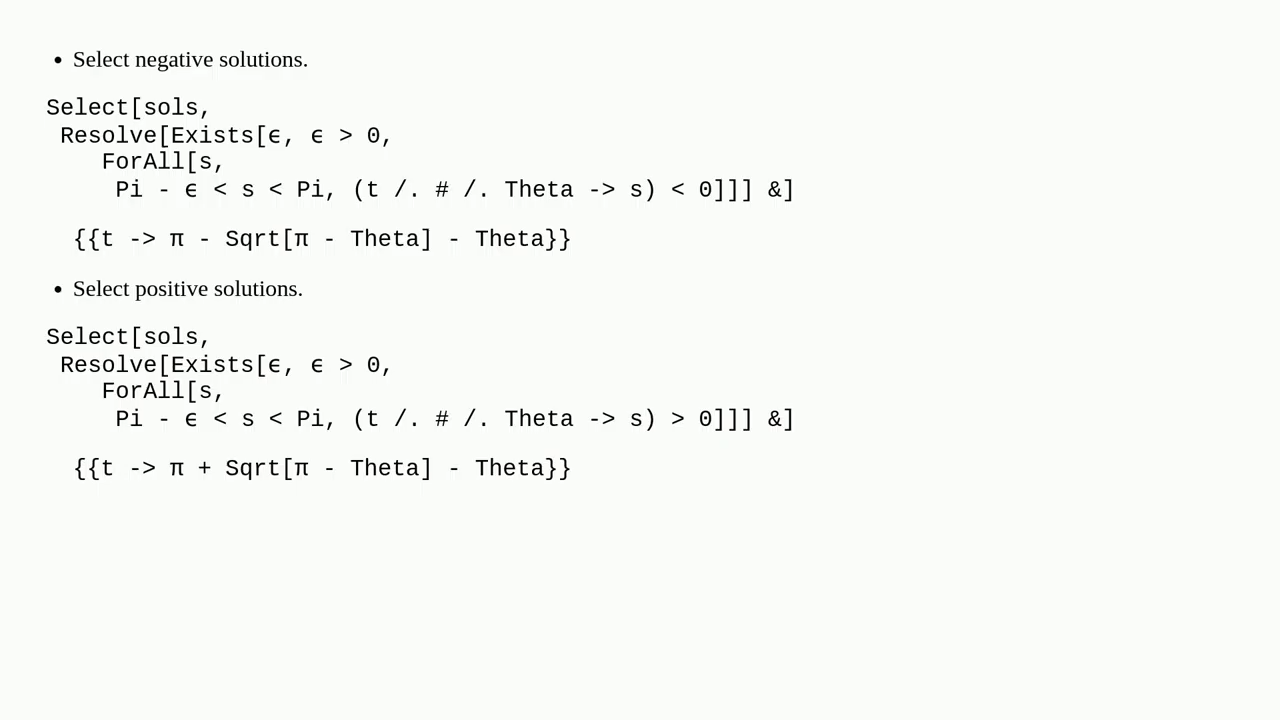 • Select negative solutions.
Select[sols,
Resolve[Exists[ϵ, ϵ > 0,
ForAll[s,
Pi - ϵ < s < Pi, (t /. # /. Theta -> s) < 0]]] &]
{{t -> π - Sqrt[π - Theta] - Theta}}
• Select positive solutions.
Select[sols,
Resolve[Exists[ϵ, ϵ > 0,
ForAll[s,
Pi - ϵ < s < Pi, (t /. # /. Theta -> s) > 0]]] &]
{{t -> π + Sqrt[π - Theta] - Theta}}